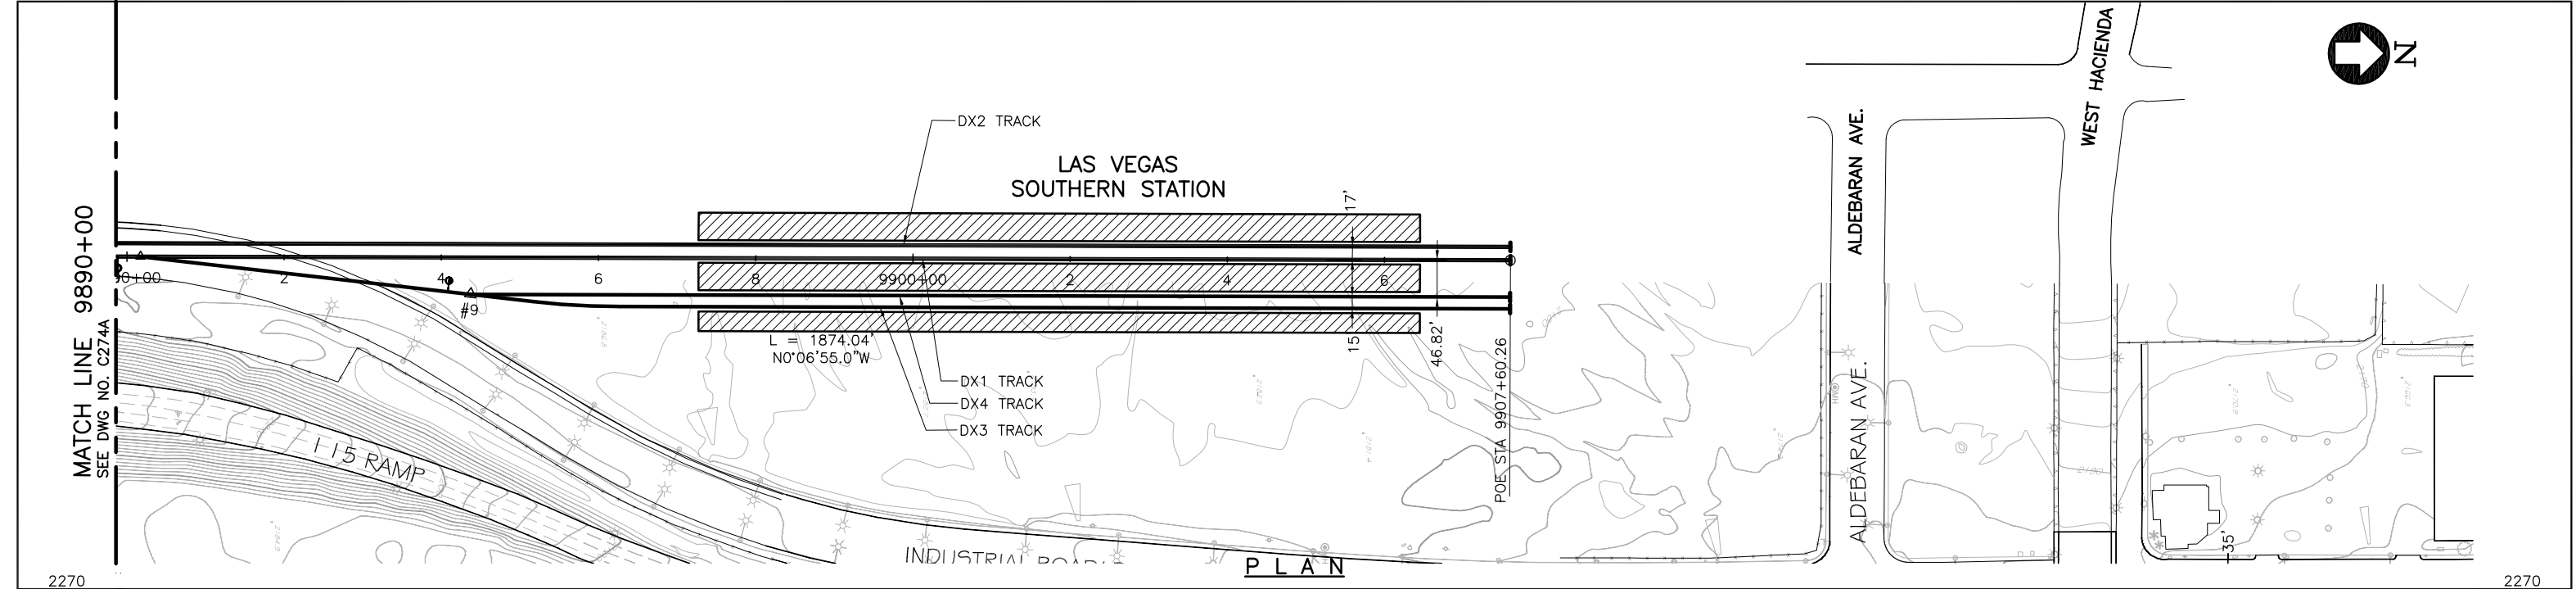 WEST HACIENDA
N
DX2 TRACK
LAS VEGAS
SOUTHERN STATION
ALDEBARAN AVE.
17'
MATCH LINE 9890+00
SEE DWG NO. C274A
0+00
2
4
6
8
9900+00
2
4
6
#9
L = 1874.04'
N0°06'55.0"W
15'
46.82'
POE STA 9907+60.26
DX1 TRACK
DX4 TRACK
DX3 TRACK
ALDEBARAN AVE.
I 15 RAMP
35'
INDUSTRIAL ROAD
PLAN
2270
2270